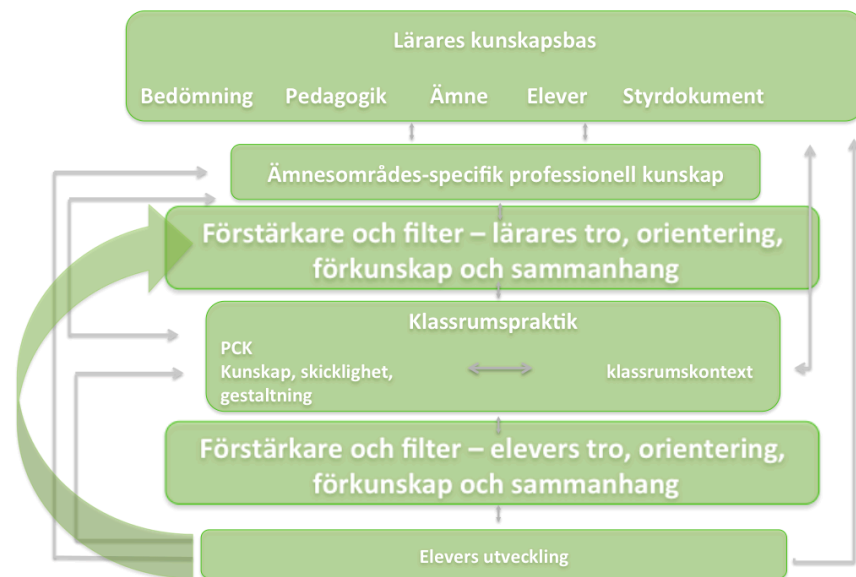 Lärares kunskapsbas
Bedömning Pedagogik Ämne Elever Styrdokument
Ämnesområdes-specifik professionell kunskap
Förstärkare och filter – lärares tro, orientering,
förkunskap och sammanhang
Klassrumspraktik
PCK
Kunskap, skicklighet,
gestaltning
klassrumskontext
Förstärkare och filter – elevers tro, orientering,
förkunskap och sammanhang
Elevers utveckling